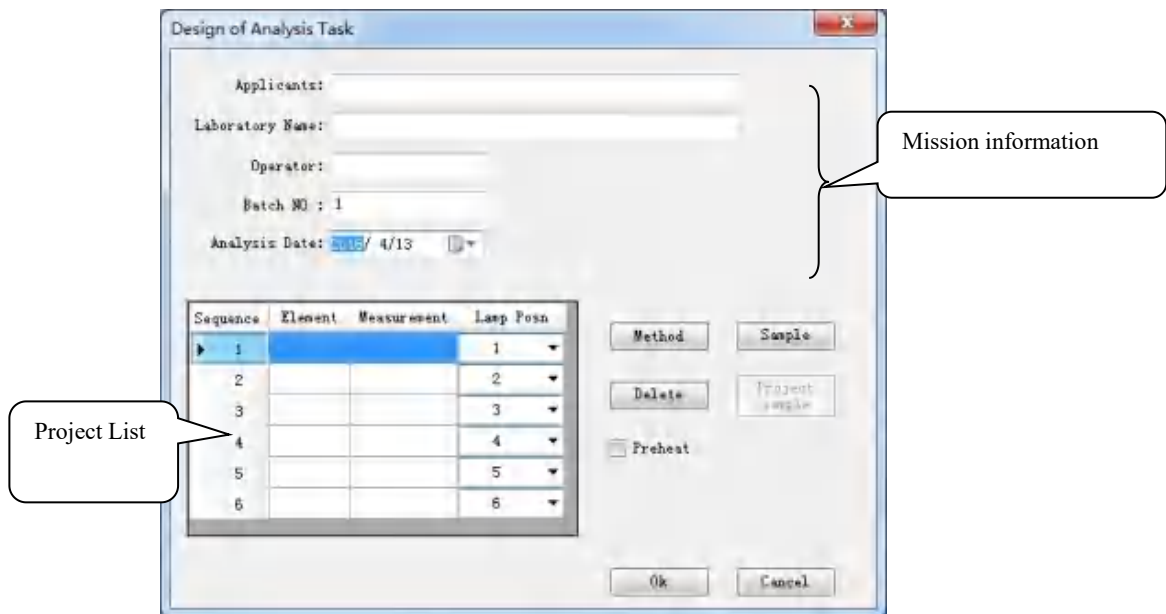 Design of Analysis Task
Applicants:
Laboratory Name:
Operator:
Batch NO : 1
Analysis Date: / 4/13
Mission information
Sequence Element Measurement Lamp Posn
1 1
2 2
3 3
4 4
5 5
6 6
Project List
Method Sample
Delete Project sample
Preheat
Ok Cancel